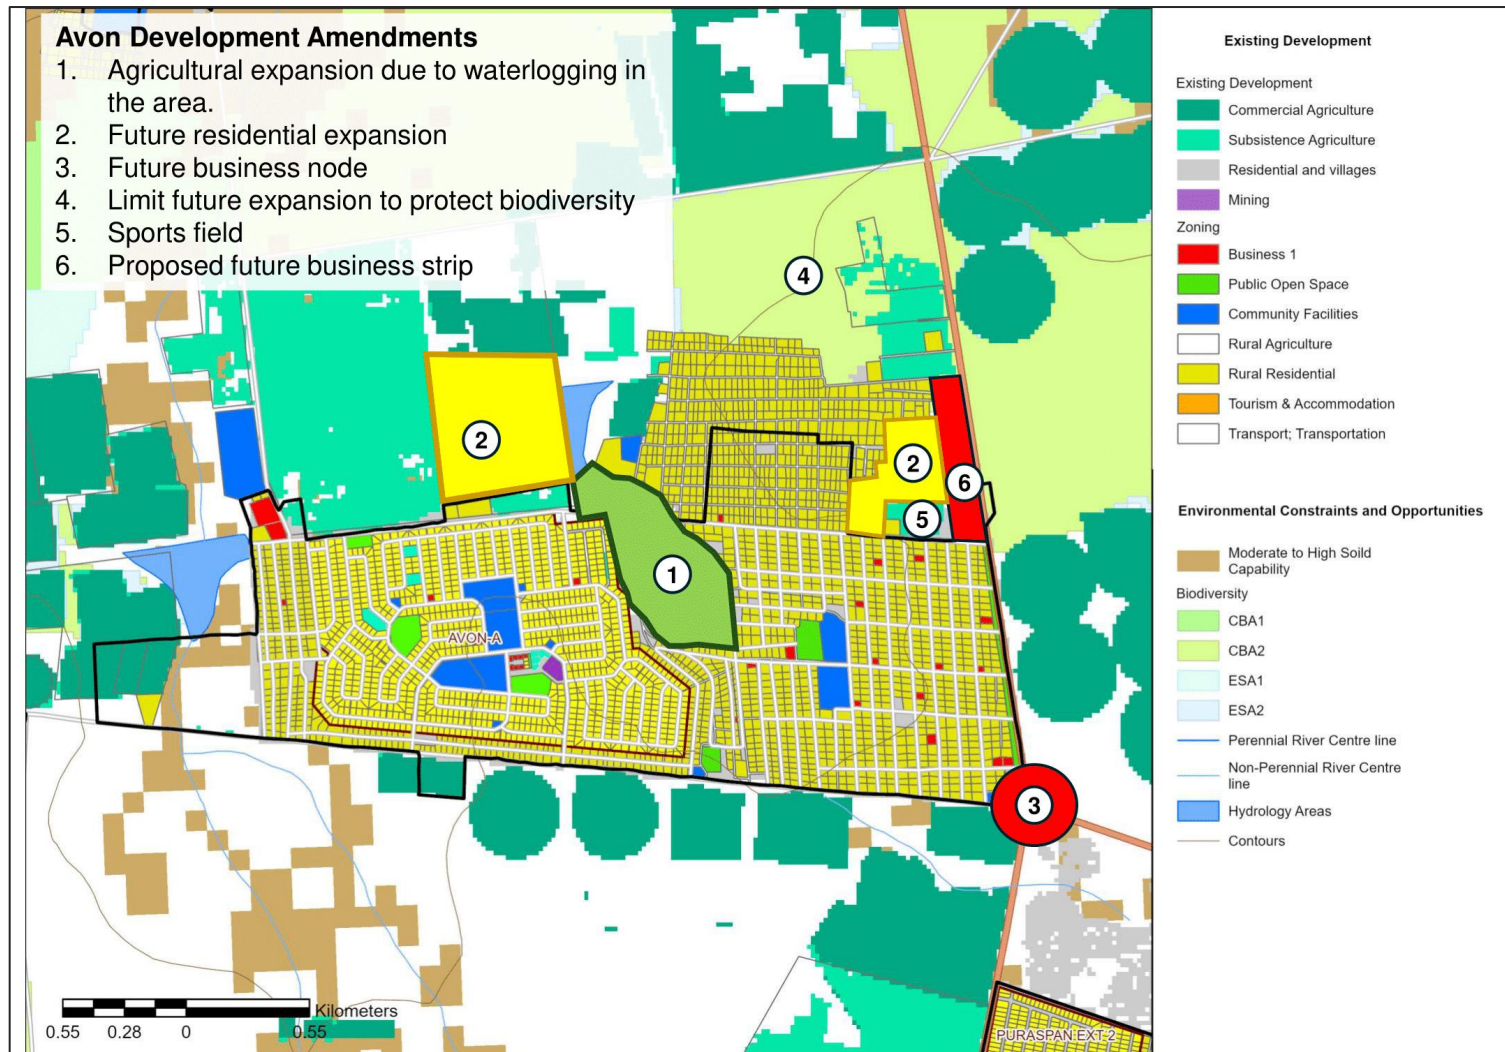 Avon Development Amendments
1. Agricultural expansion due to waterlogging in
the area.
2. Future residential expansion
3. Future business node
4. Limit future expansion to protect biodiversity
5. Sports field
6. Proposed future business strip
4
2
2
6
5
1
AVON-A
3
PURASPAN EXT 2
Kilometers
0.55 0.28 0 0.55
Existing Development
Existing Development
Commercial Agriculture
Subsistence Agriculture
Residential and villages
Mining
Zoning
Business 1
Public Open Space
Community Facilities
Rural Agriculture
Rural Residential
Tourism & Accommodation
Transport; Transportation
Environmental Constraints and Opportunities
Moderate to High Soild
Capability
Biodiversity
CBA1
CBA2
ESA1
ESA2
Perennial River Centre line
Non-Perennial River Centre
line
Hydrology Areas
Contours